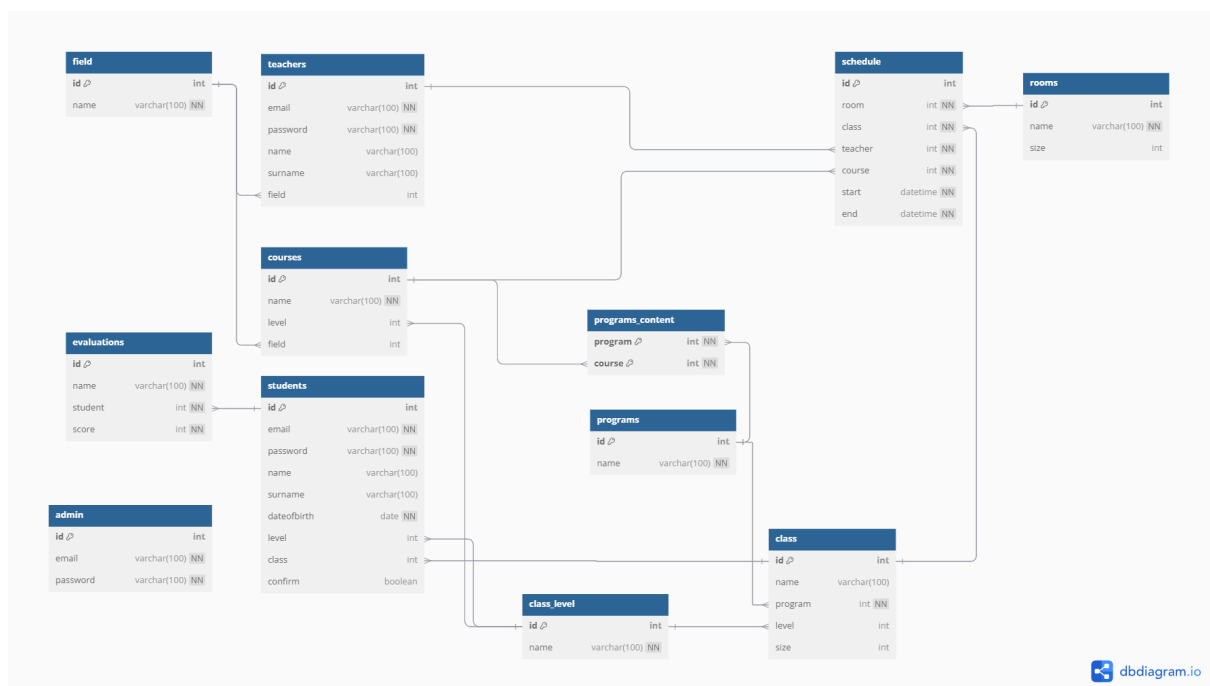 field
id int
name varchar(100) NN
teachers
id int
email varchar(100) NN
password varchar(100) NN
name varchar(100)
surname varchar(100)
field int
schedule
id int
room int NN
class int NN
teacher int NN
course int NN
start datetime NN
end datetime NN
rooms
id int
name varchar(100) NN
size int
courses
id int
name varchar(100) NN
level int
field int
evaluations
id int
name varchar(100) NN
student int NN
score int NN
programs_content
program int NN
course int NN
students
id int
email varchar(100) NN
password varchar(100) NN
name varchar(100)
surname varchar(100)
dateofbirth date NN
level int
class int
confirm boolean
programs
id int
name varchar(100) NN
admin
id int
email varchar(100) NN
password varchar(100) NN
class
id int
name varchar(100)
program int NN
level int
size int
class_level
id int
name varchar(100) NN
dbdiagram.io